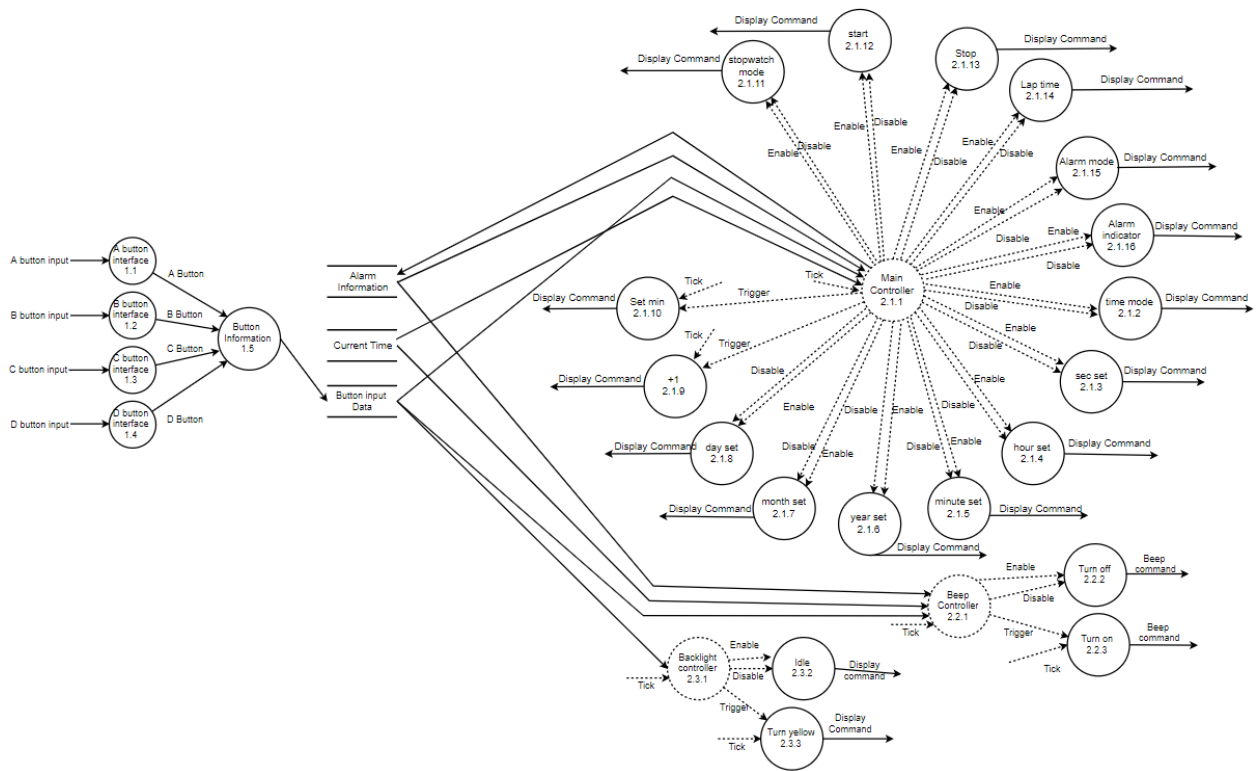 Display Command
start
2.1.12
Display Command
stopwatch
mode
2.1.11
Stop
2.1.13
Display Command
Lap time
2.1.14
Display Command
Enable
Disable
Enable
Disable
Enable
Disable
Enable
Disable
Alarm mode
2.1.15
Display Command
Enable
Disable
Alarm
indicator
2.1.16
Display Command
Enable
Disable
A button input
A button
interface
1.1
A Button
B button input
B button
interface
1.2
B Button
C button input
C button
interface
1.3
C Button
D button input
D button
interface
1.4
D Button
Button
Information
1.5
Alarm
Information
Current Time
Button input
Data
Main
Controller
2.1.1
Tick
Display Command
Set min
2.1.10
Tick
Trigger
Enable
Disable
time mode
2.1.2
Display Command
Display Command
+1
2.1.9
Tick
Trigger
Enable
Disable
sec set
2.1.3
Display Command
Display Command
day set
2.1.8
Disable
Enable
Enable
Disable
hour set
2.1.4
Display Command
Display Command
month set
2.1.7
Disable
Enable
Disable
Enable
year set
2.1.6
Display Command
Disable
Enable
minute set
2.1.5
Display Command
Beep
Controller
2.2.1
Tick
Enable
Disable
Turn off
2.2.2
Beep
command
Trigger
Tick
Turn on
2.2.3
Beep
command
Backlight
controller
2.3.1
Tick
Enable
Disable
Idle
2.3.2
Display
command
Trigger
Tick
Turn yellow
2.3.3
Display
Command